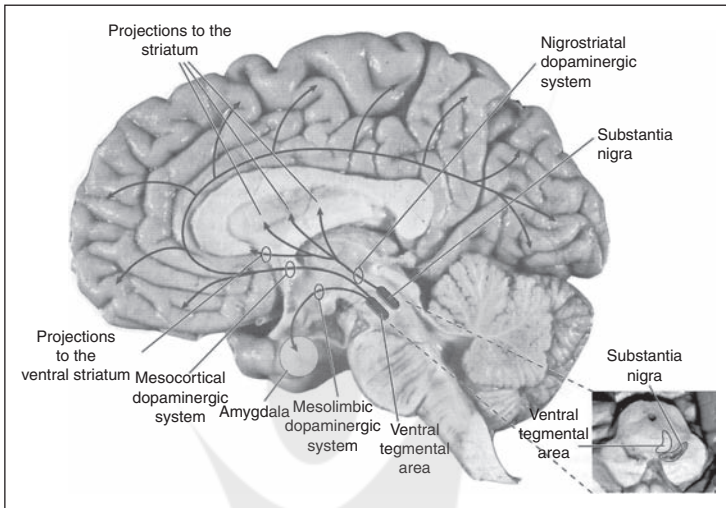 Projections to the
striatum
Nigrostriatal
dopaminergic
system
Substantia
nigra
Projections
to the
ventral striatum
Mesocortical
dopaminergic
system
Amygdala
Mesolimbic
dopaminergic
system
Ventral
tegmental
area
Substantia
nigra
Ventral
tegmental
area